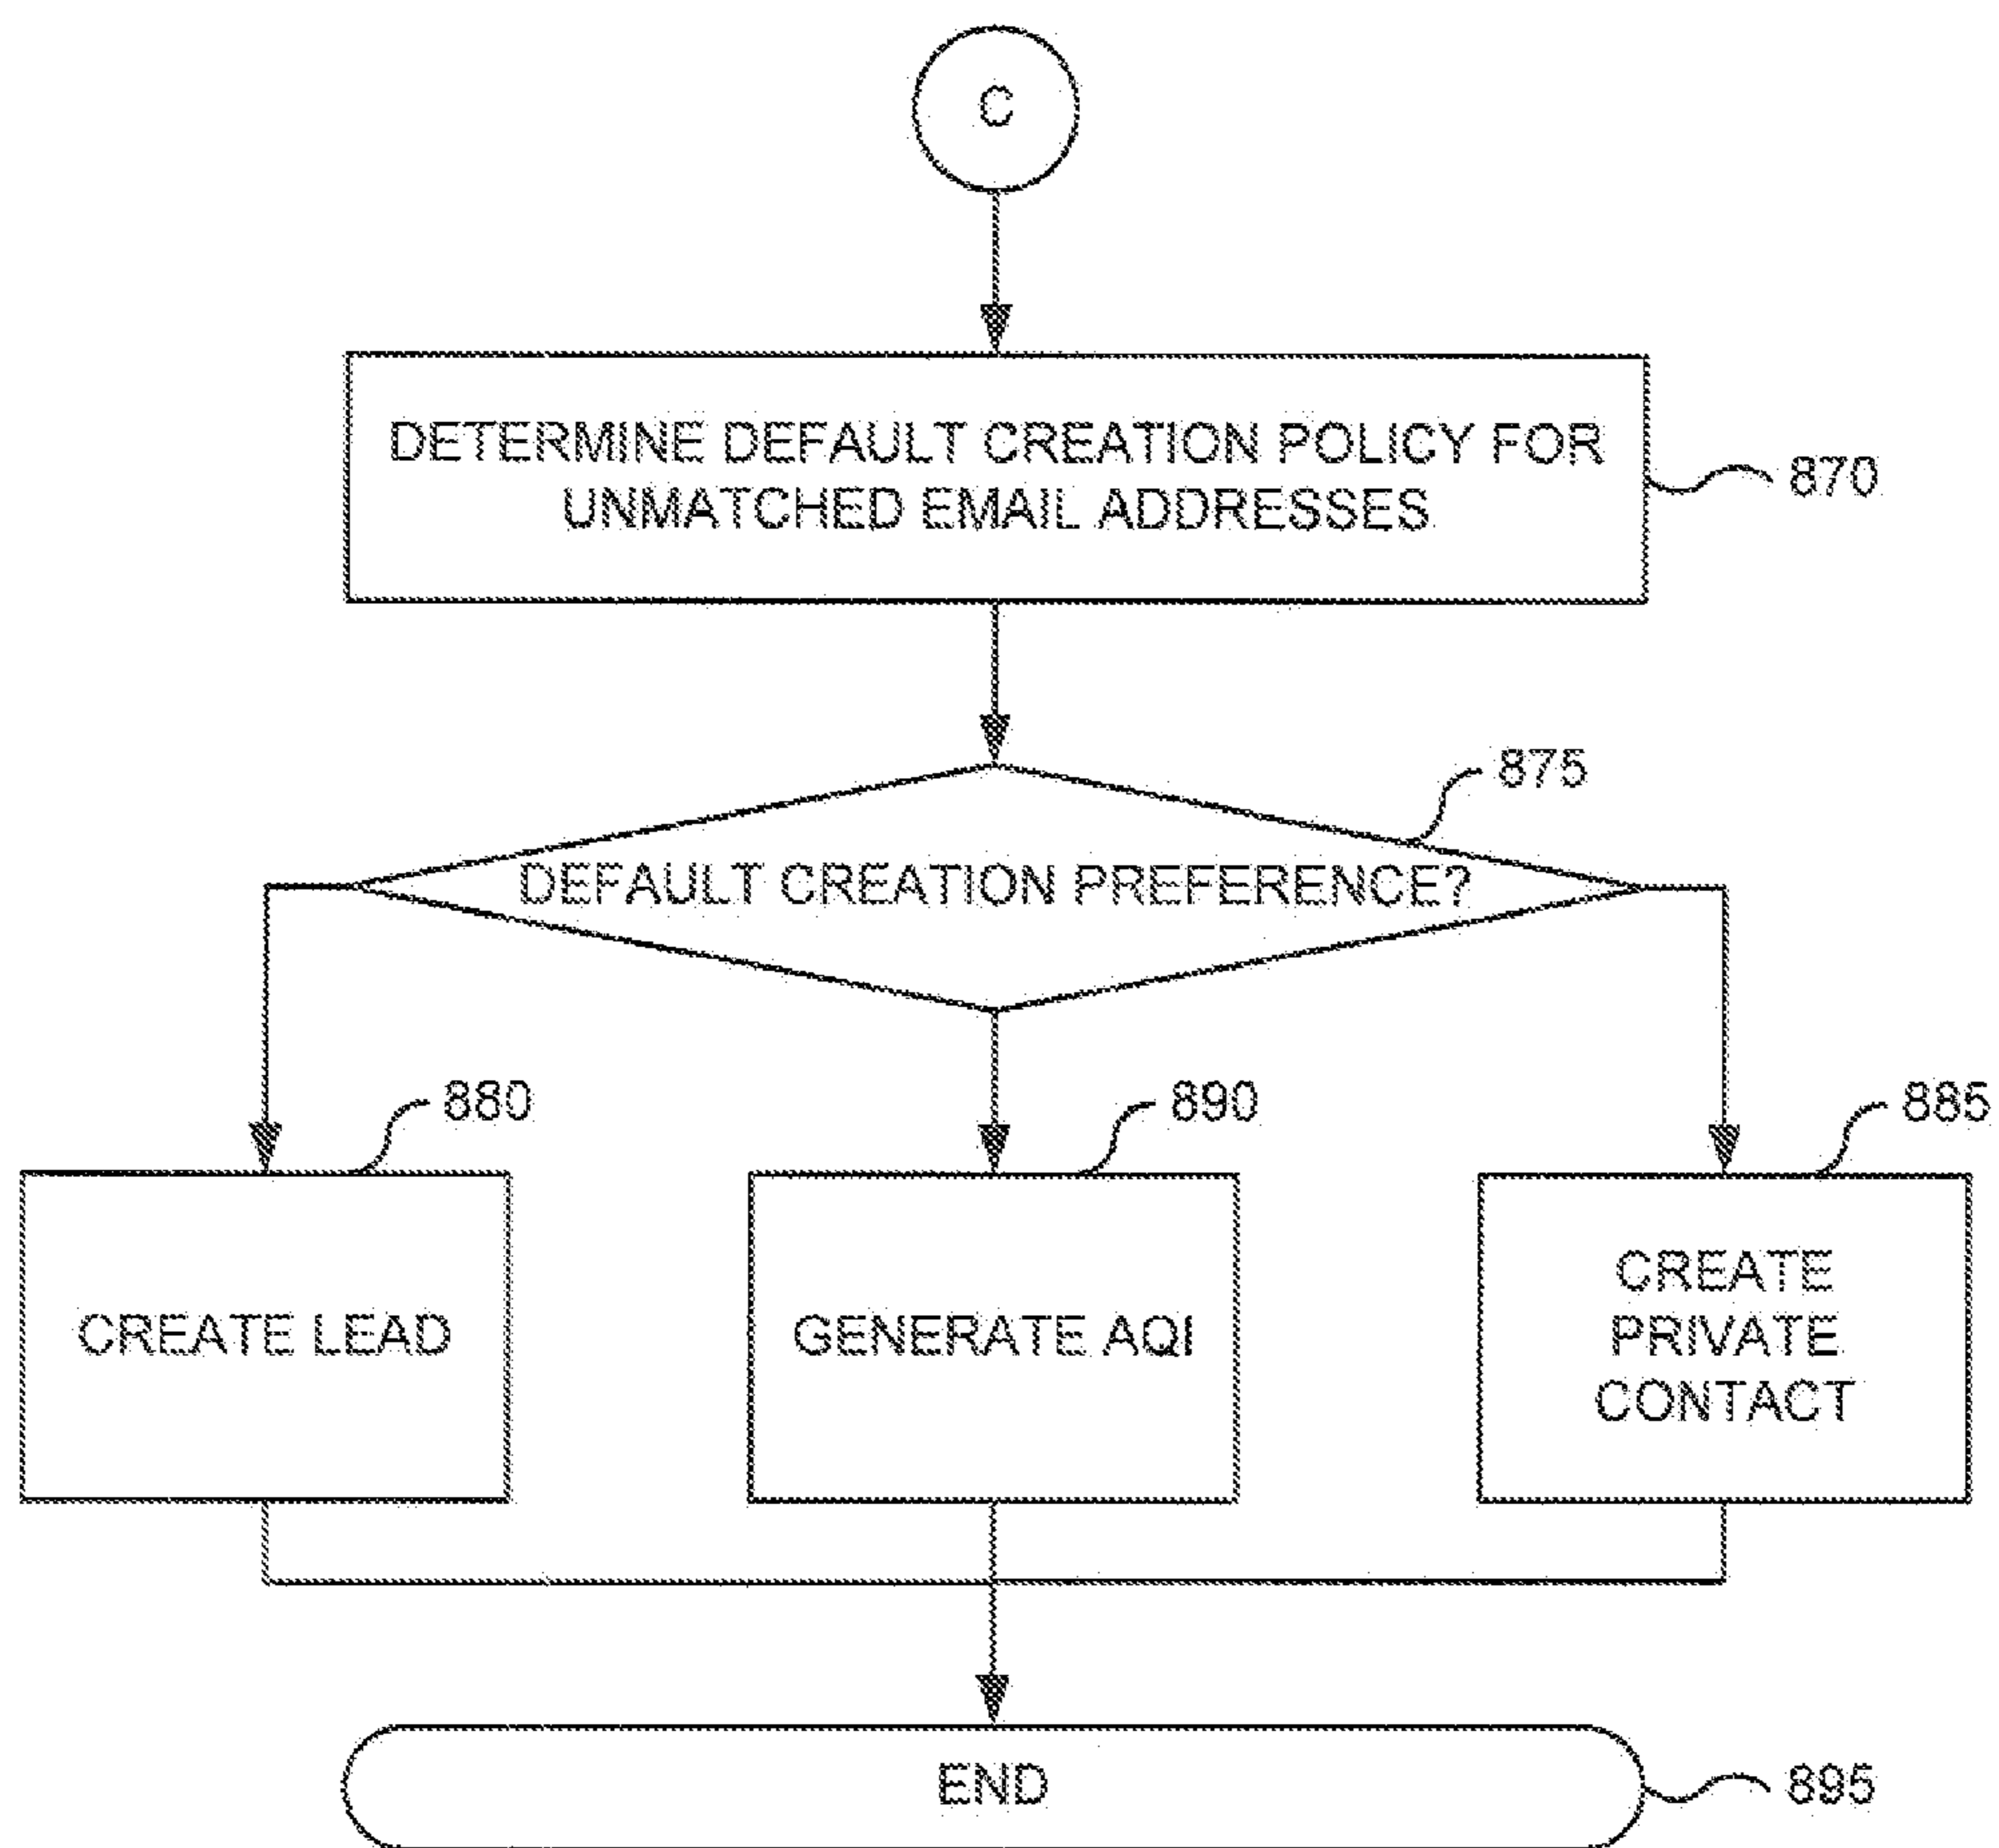 C
DETERMINE DEFAULT CREATION POLICY FOR
UNMATCHED EMAIL ADDRESSES
870
875
DEFAULT CREATION PREFERENCE?
880
890
885
CREATE LEAD
GENERATE AQI
CREATE
PRIVATE
CONTACT
END
895